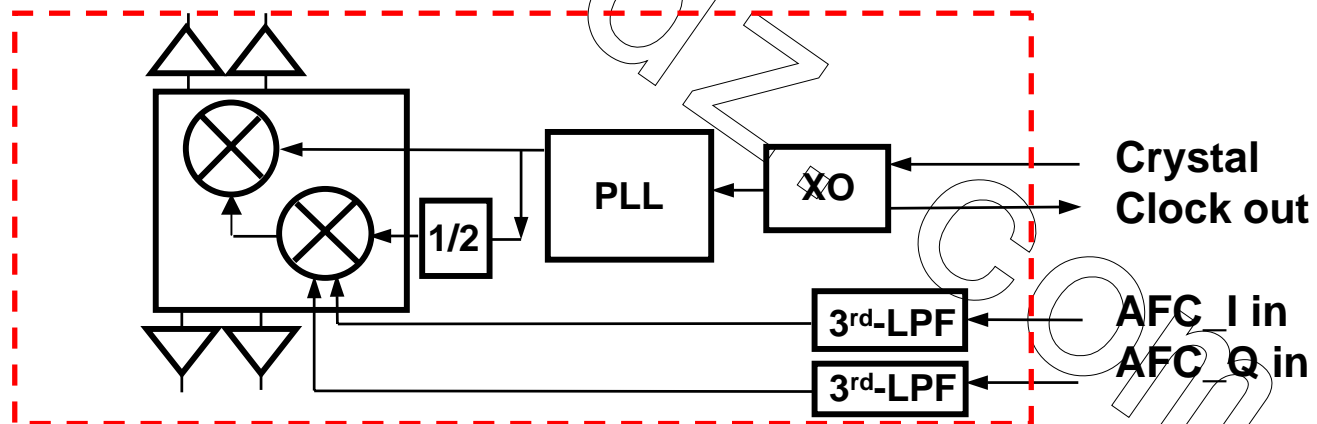 Crystal
PLL
XO
Clock out
1/2
3rd-LPF
AFC_I in
3rd-LPF
AFC_Q in